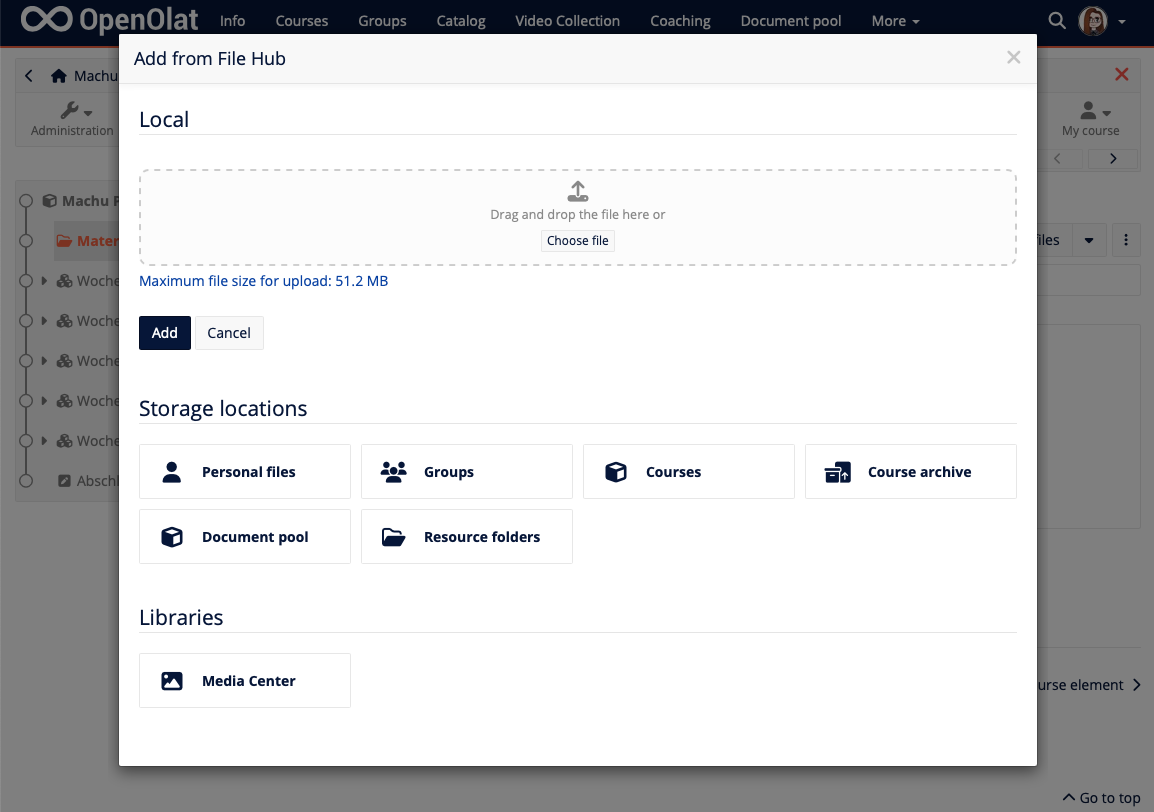 OpenOlat Info Courses Groups Catalog Video Collection Coaching Document pool More
Add from File Hub
Machu
Administration
My course
Local
Drag and drop the file here or
Choose file
Maximum file size for upload: 51.2 MB
Add Cancel
Machu P
Mater
Woche
Woche
Woche
Woche
Woche
Abschl
files
Storage locations
Personal files Groups Courses Course archive
Document pool Resource folders
Libraries
Media Center
urse element
Go to top